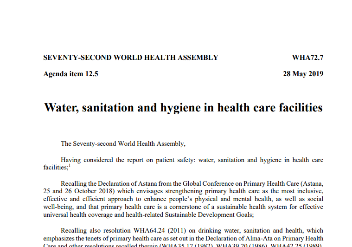 SEVENTY-SECOND WORLD HEALTH ASSEMBLY WHA72.7
Agenda item 12.5 28 May 2019
Water, sanitation and hygiene in health care facilities
The Seventy-second World Health Assembly,
Having considered the report on patient safety: water, sanitation and hygiene in health care
facilities;¹
Recalling the Declaration of Astana from the Global Conference on Primary Health Care (Astana,
25 and 26 October 2018) which envisages strengthening primary health care as the most inclusive,
effective and efficient approach to enhance people's physical and mental health, as well as social
well-being, and that primary health care is a cornerstone of a sustainable health system for effective
universal health coverage and health-related Sustainable Development Goals;
Recalling also resolution WHA64.24 (2011) on drinking water, sanitation and health, which
emphasizes the tenets of primary health care as set out in the Declaration of Alma-Ata on Primary Health
Care and other resolutions recalled therein